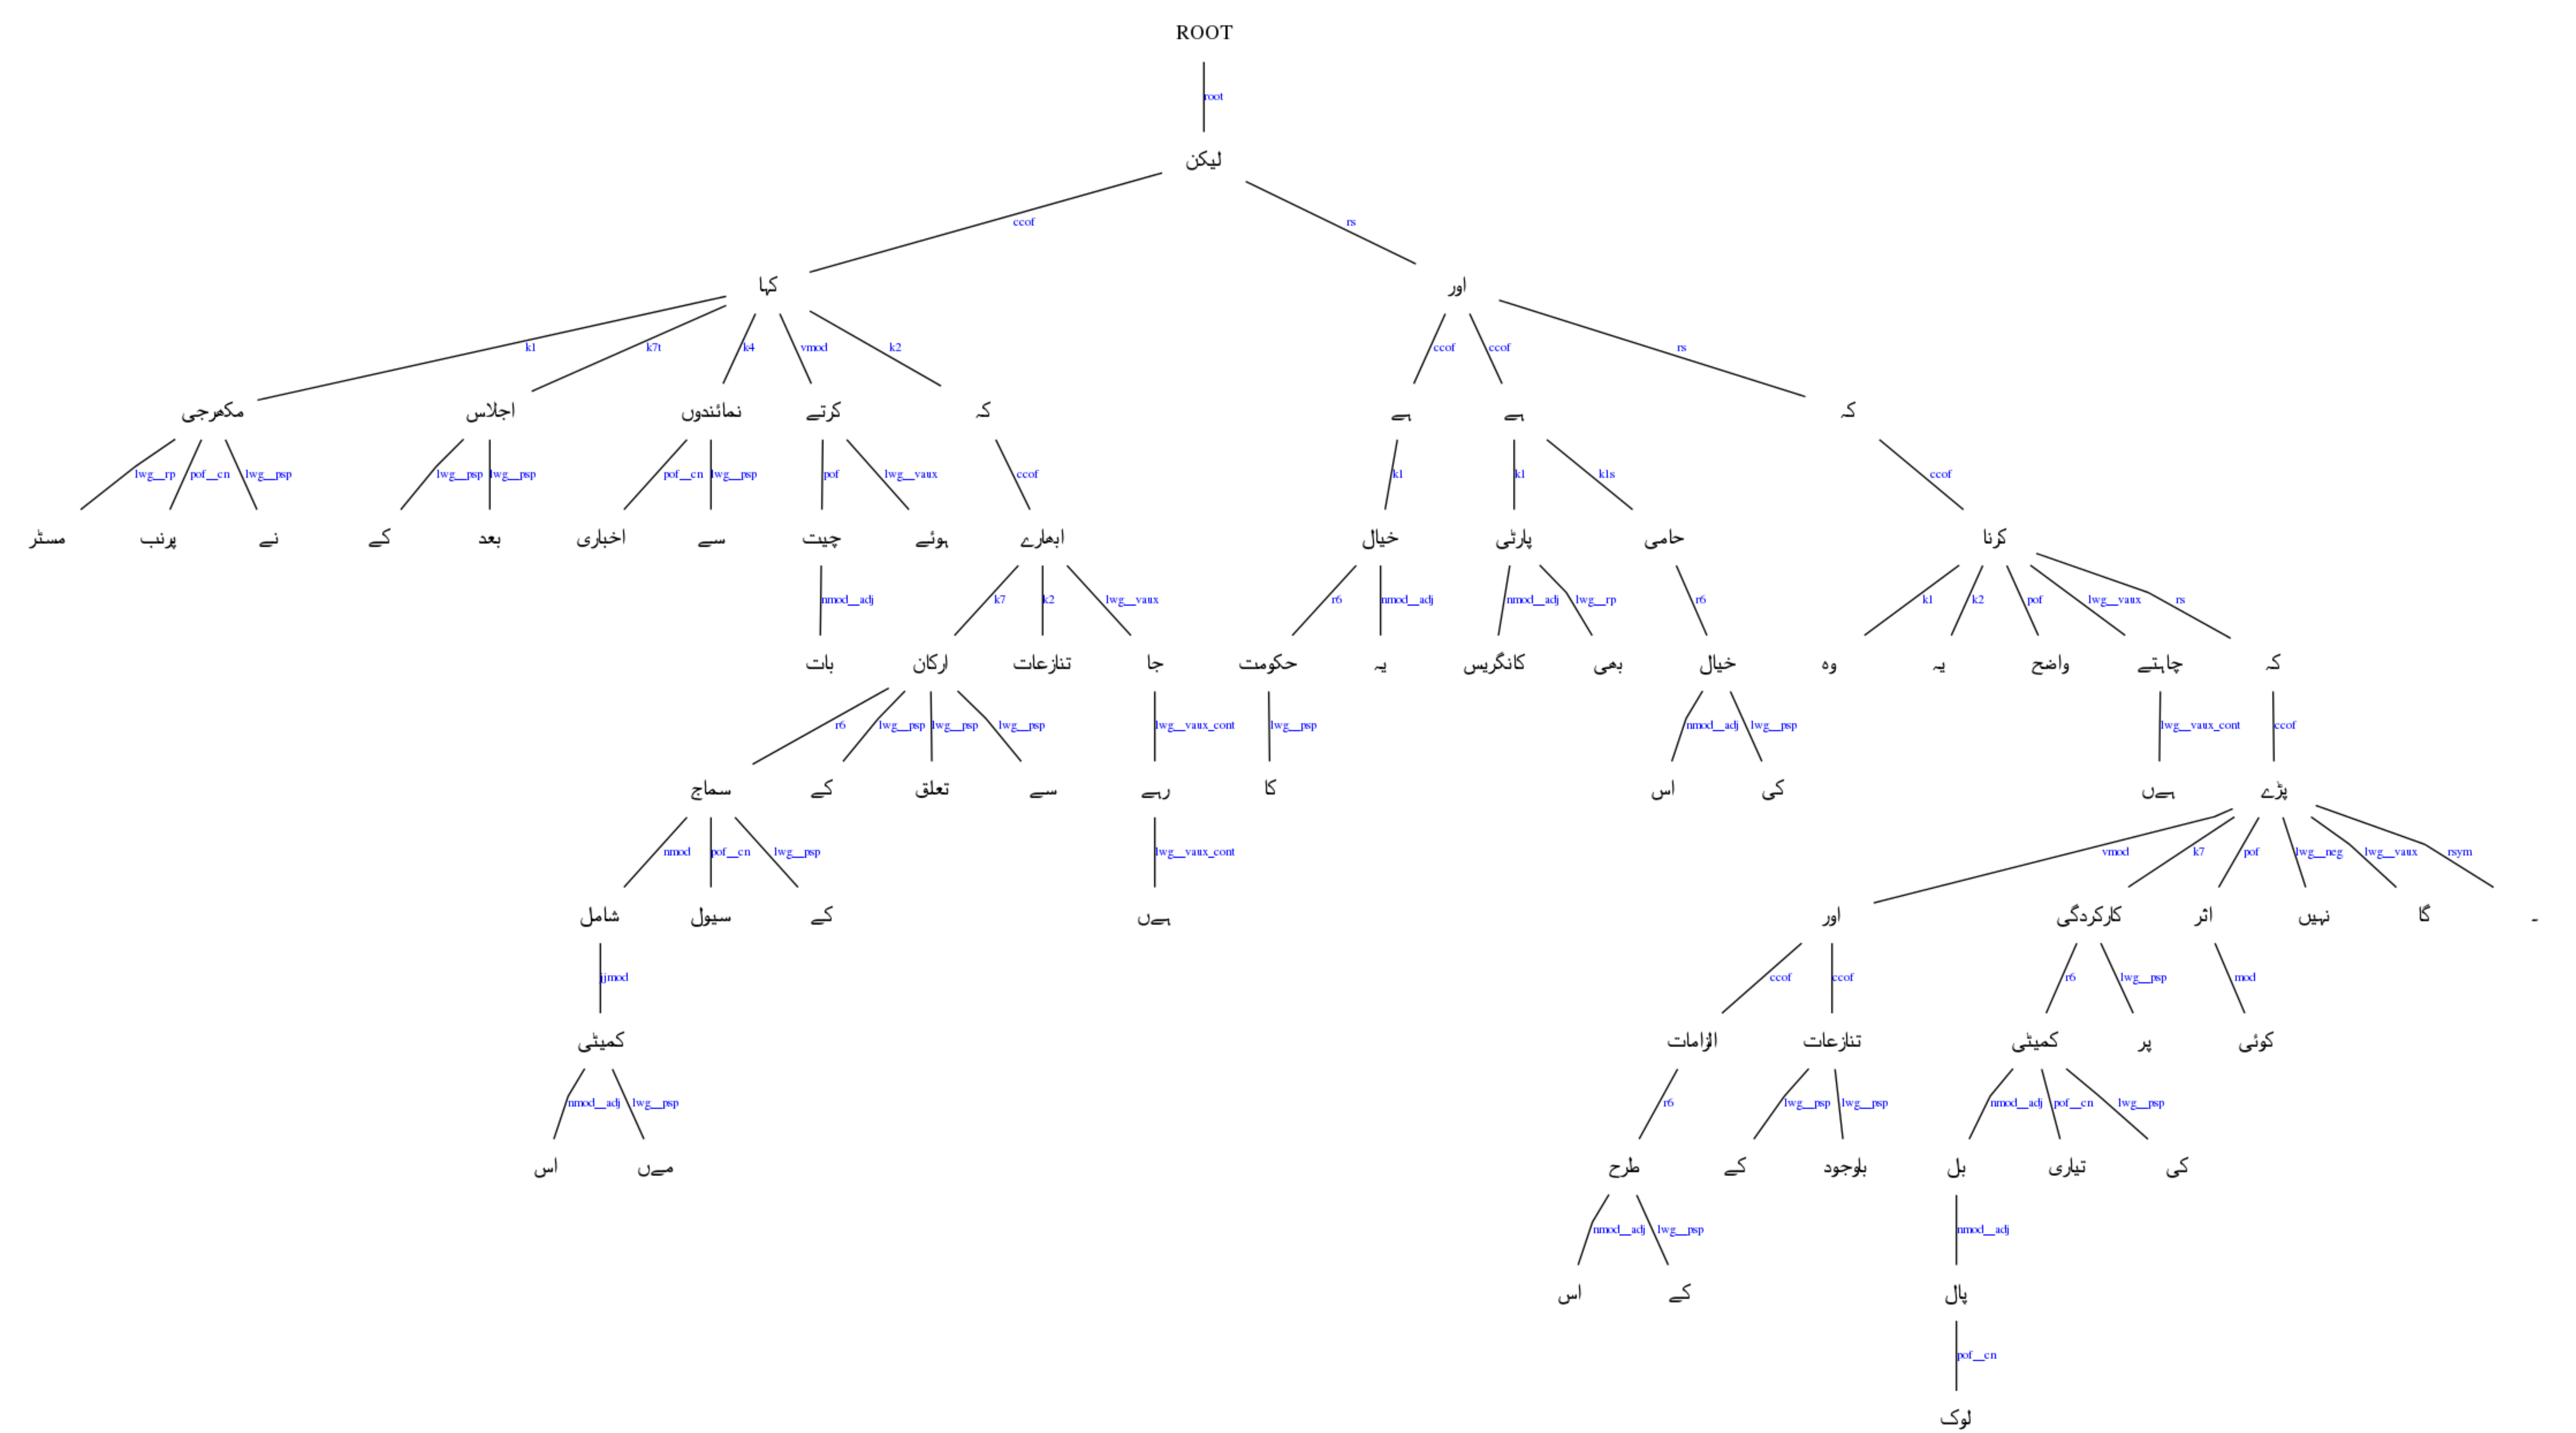 ROOT
root
لیکن
ccof rs
کہا اور
k1 k7t k4 vmod k2 ccof ccof rs
مکھرجی اجلاس نمائندوں کرتے کہ ہے ہے کہ
lwg__rp pof__cn lwg__psp lwg__psp lwg__psp pof__cn lwg__psp pof lwg__vaux ccof k1 k1 k1s ccof
مسٹر پرنب نے کے بعد اخباری سے چیت ہوئے ابھارے خیال پارٹی حامی کرنا
nmod__adj k7 k2 lwg__vaux r6 nmod__adj nmod__adj lwg__rp r6 k1 k2 pof lwg__vaux rs
بات ارکان تنازعات جا حکومت یہ کانگریس بھی خیال وہ یہ واضح چاہتے کہ
r6 lwg__psp lwg__psp lwg__psp lwg__vaux_cont lwg__psp nmod__adj lwg__psp lwg__vaux_cont ccof
سماج کے تعلق سے رہے کا اس کی ہےں پڑے
nmod pof__cn lwg__psp lwg__vaux_cont vmod k7 pof lwg__neg lwg__vaux rsym
شامل سیول کے ہےں اور کارکردگی اثر نہیں گا ۔
jjmod ccof ccof r6 lwg__psp mod
کمیٹی الزامات تنازعات کمیٹی پر کوئی
nmod__adj lwg__psp r6 lwg__psp lwg__psp nmod__adj pof__cn lwg__psp
اس مےں طرح کے باوجود بل تیاری کی
nmod__adj lwg__psp nmod__adj
اس کے پال
pof__cn
لوک